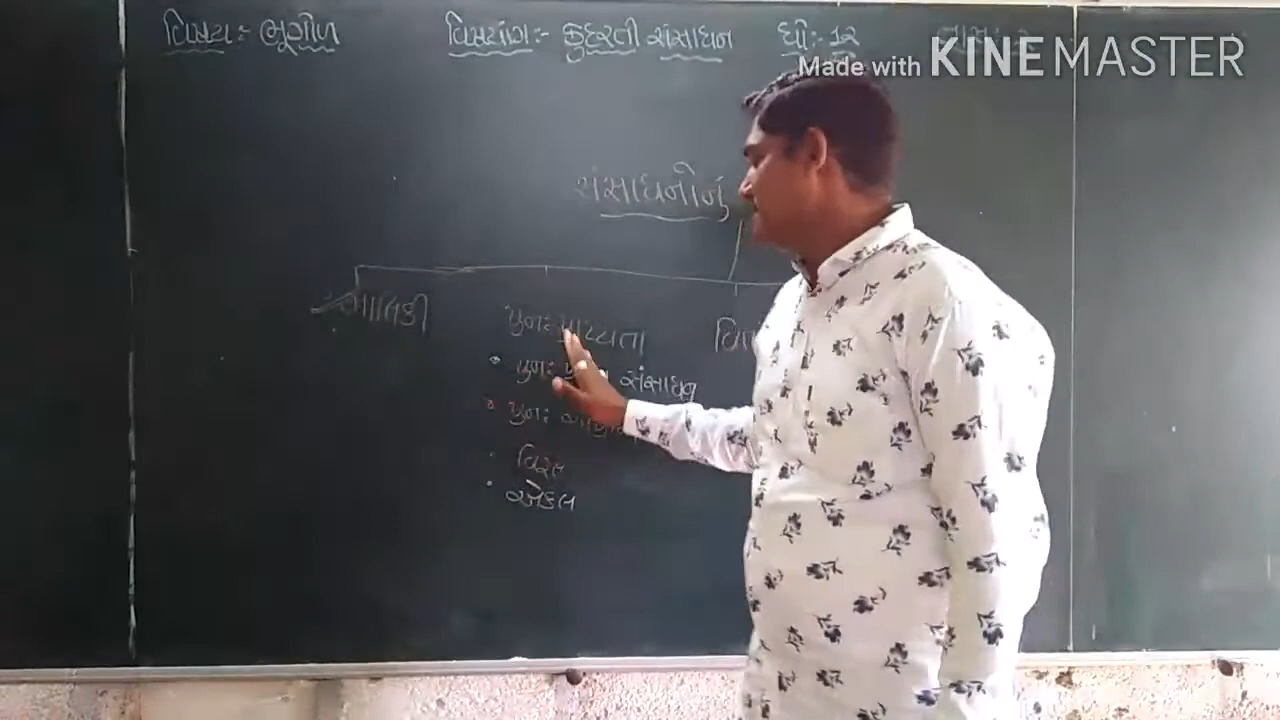 વિષય:- ભૂગોળ વિષયાંગ:- કુદરતી સંસાધન ધો:- ૧૨
Made with KINEMASTER
સંસાધનોનું
માલિકી પુન: પ્રાપ્યતા
પુન: સંસાધન
પુન:
વિરલ
એકલ